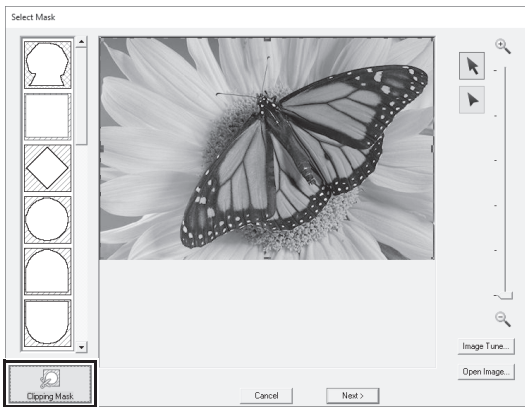 Select Mask
Image Tune...
Open Image...
Clipping Mask
Cancel
Next >